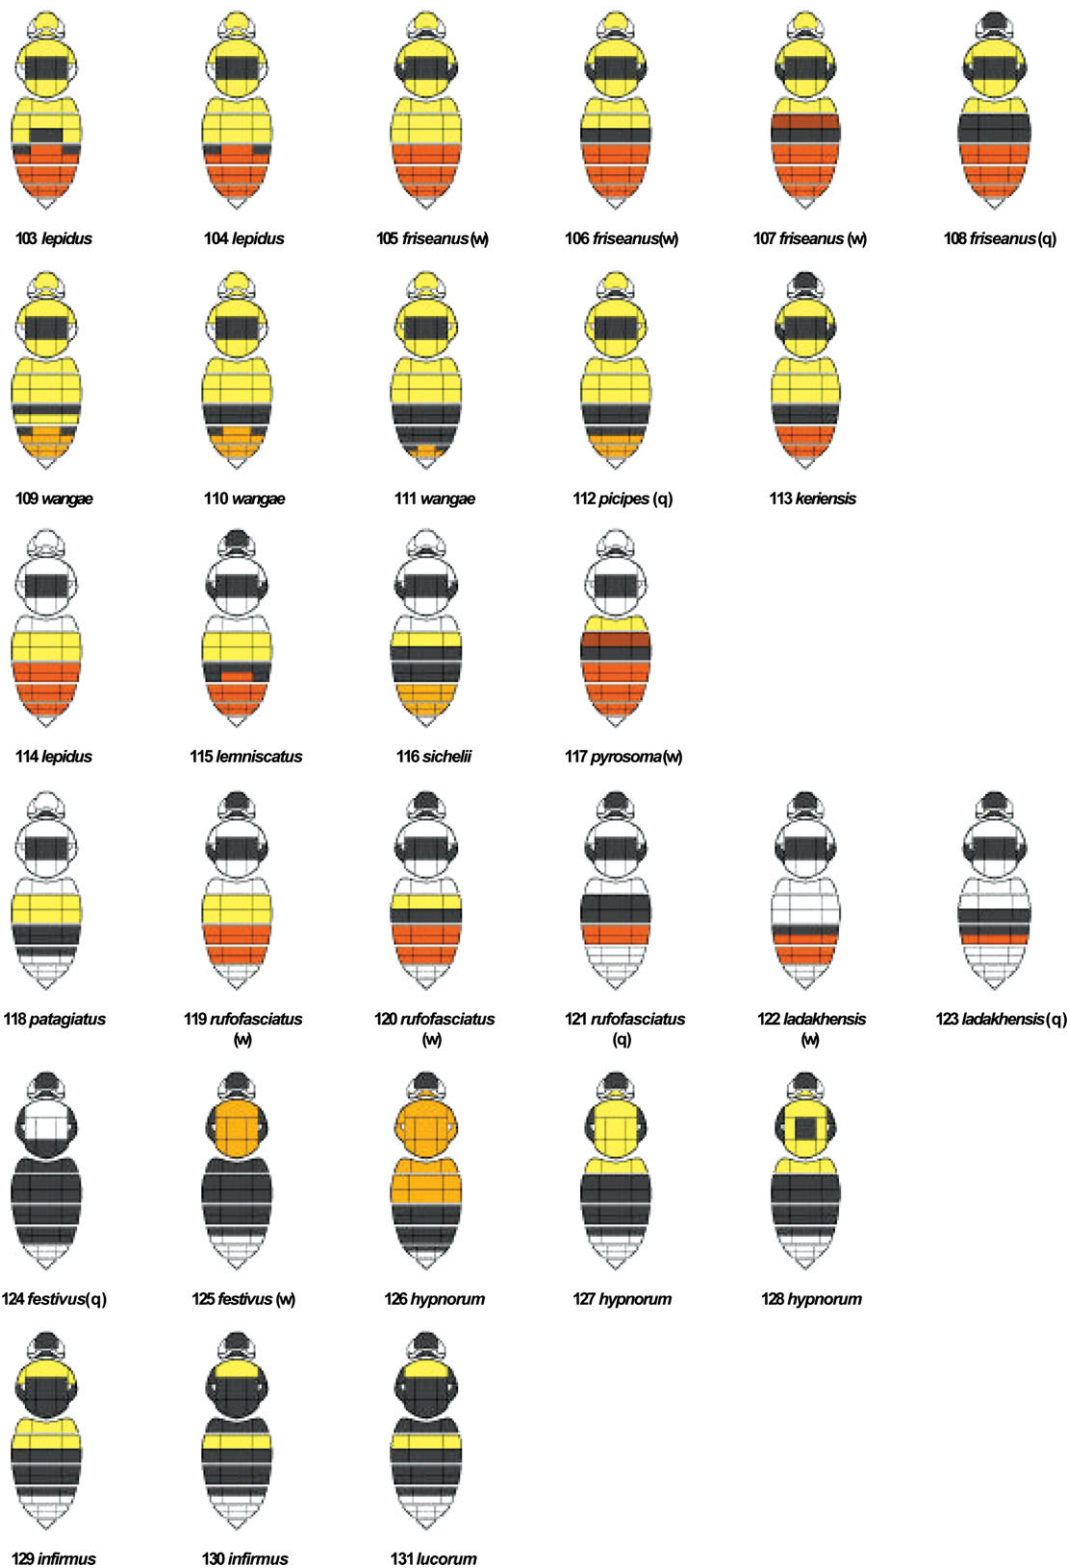 103 lepidus
104 lepidus
105 friseanus (w)
106 friseanus(w)
107 friseanus (w)
108 friseanus (q)
109 wangae
110 wangae
111 wangae
112 picipes (q)
113 keriensis
114 lepidus
115 lemniscatus
116 sichelii
117 pyrosoma (w)
118 patagiatus
119 rufofasciatus
(w)
120 rufofasciatus
(w)
121 rufofasciatus
(q)
122 ladakhensis
(w)
123 ladakhensis (q)
124 festivus (q)
125 festivus (w)
126 hypnorum
127 hypnorum
128 hypnorum
129 infirmus
130 infirmus
131 lucorum